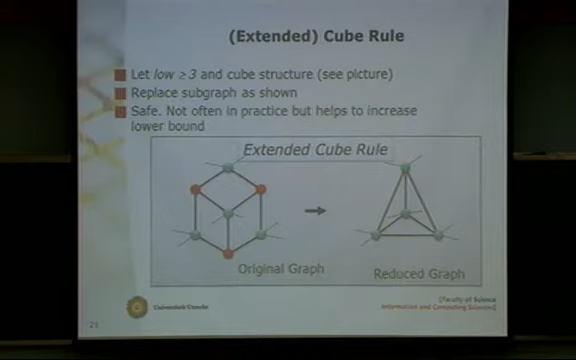 (Extended) Cube Rule
Let low ≥ 3 and cube structure (see picture)
Replace subgraph as shown
Safe. Not often in practice but helps to increase
lower bound
Extended Cube Rule
Original Graph
Reduced Graph
[Faculty of Science
Information and Computing Sciences]
Universiteit Utrecht